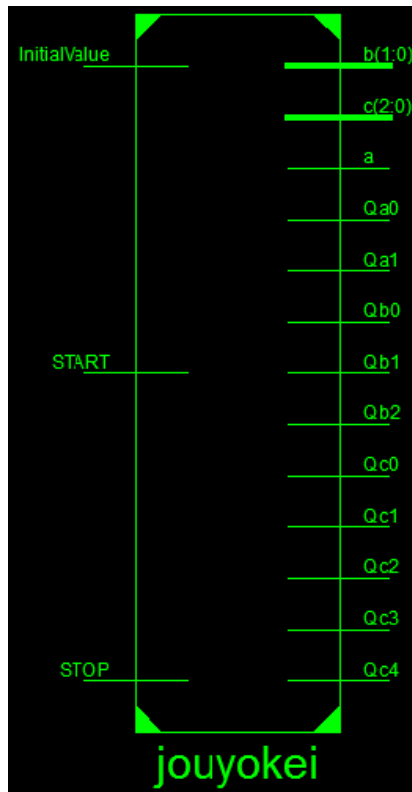 InitialValue
b(1:0)
c(2:0)
a
Qa0
Qa1
Qb0
START
Qb1
Qb2
Qc0
Qc1
Qc2
Qc3
STOP
Qc4
jouyokei